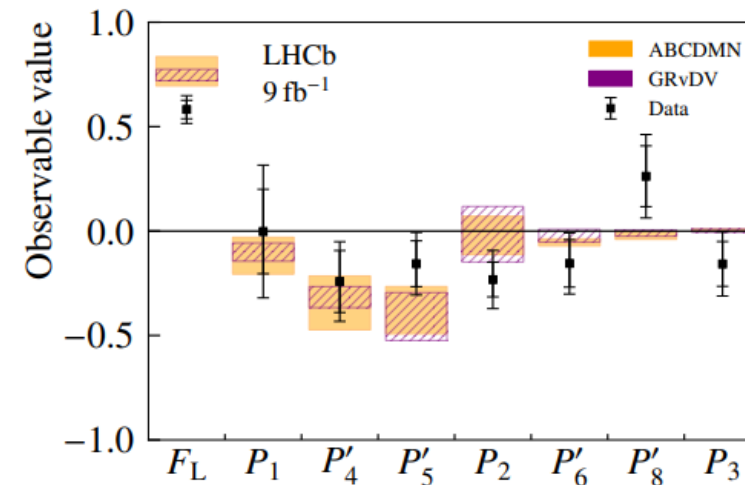 Observable value
1.0
0.5
0.0
−0.5
−1.0
LHCb
9 fb⁻¹
ABCDMN
GRvDV
Data
F_L P_1 P′_4 P′_5 P_2 P′_6 P′_8 P_3